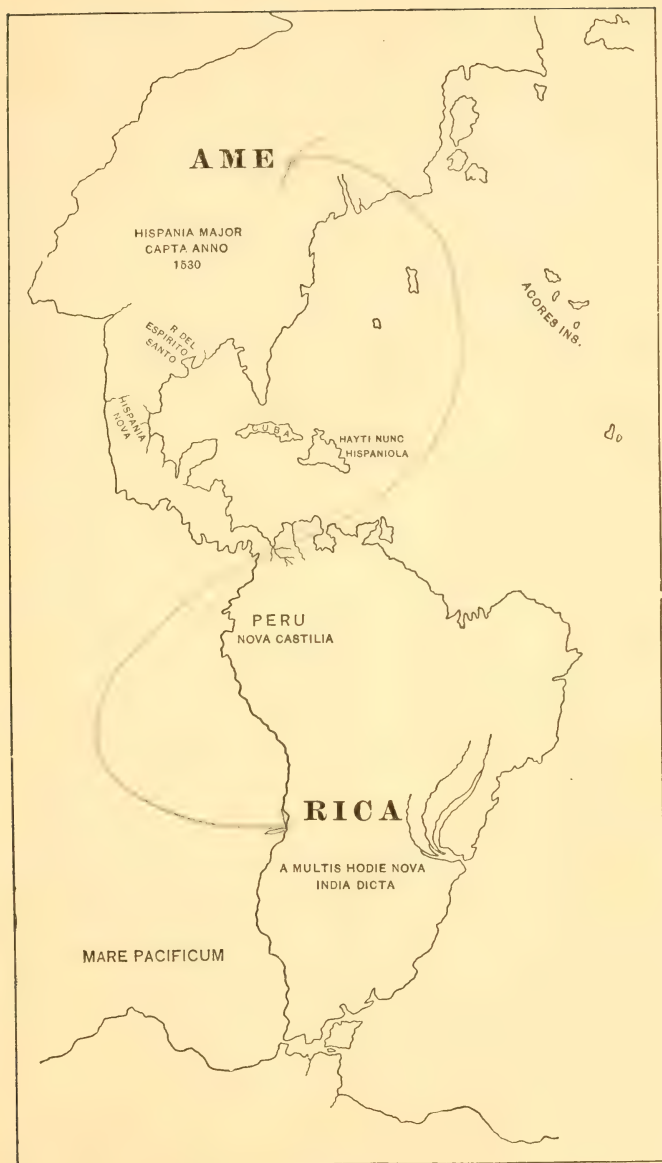 AME
HISPANIA MAJOR
CAPTA ANNO
1530
AÇORES INS.
R DEL
ESPIRITO
SANTO
HISPANIA
NOVA
CUBA
HAYTI NUNC
HISPANIOLA
PERU
NOVA CASTILIA
RICA
A MULTIS HODIE NOVA
INDIA DICTA
MARE PACIFICUM